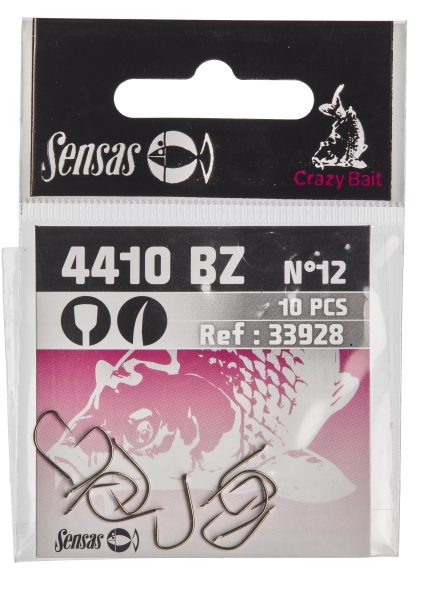 Sensas
Crazy Bait
4410 BZ N°12
10 PCS
Ref : 33928
Sensas